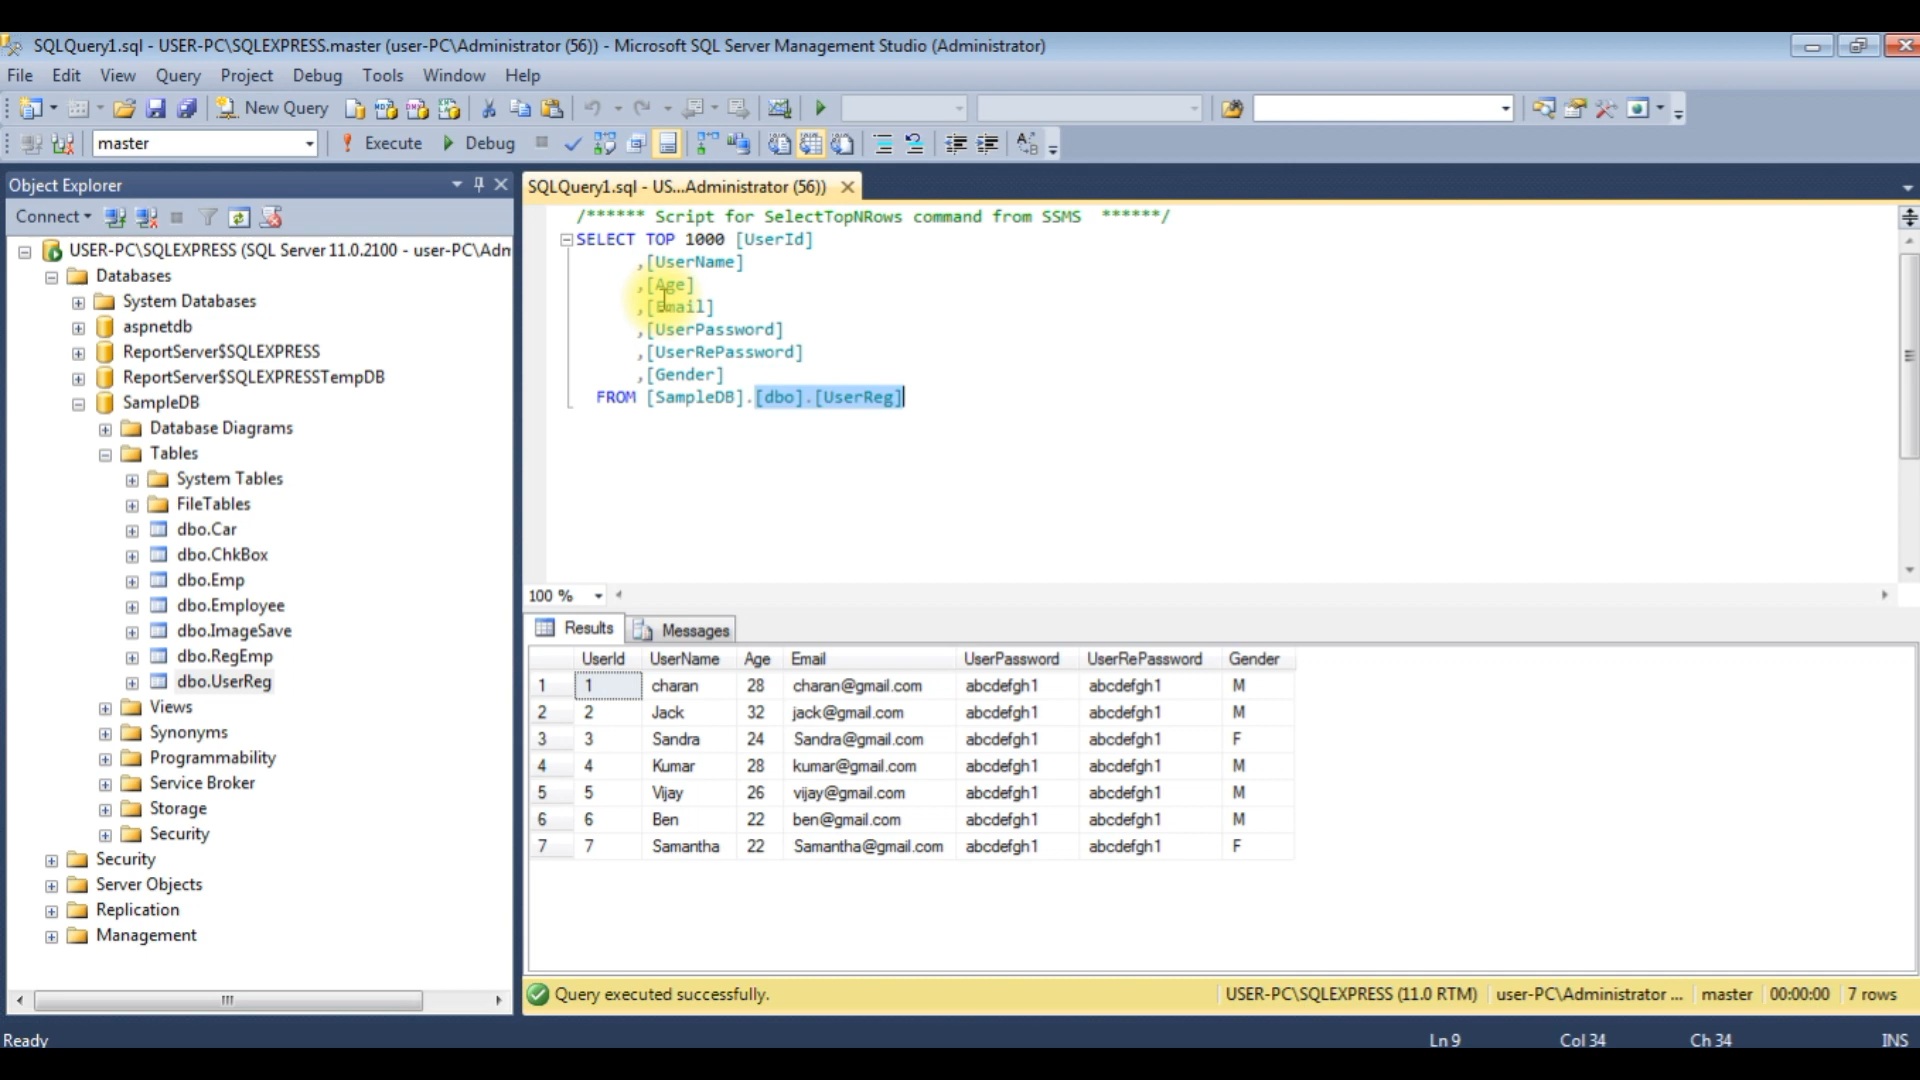 SQLQuery1.sql - USER-PC\SQLEXPRESS.master (user-PC\Administrator (56)) - Microsoft SQL Server Management Studio (Administrator)
File Edit View Query Project Debug Tools Window Help
New Query
master Execute Debug
Object Explorer
Connect
USER-PC\SQLEXPRESS (SQL Server 11.0.2100 - user-PC\Adn
Databases
System Databases
aspnetdb
ReportServer$SQLEXPRESS
ReportServer$SQLEXPRESSTempDB
SampleDB
Database Diagrams
Tables
System Tables
FileTables
dbo.Car
dbo.ChkBox
dbo.Emp
dbo.Employee
dbo.ImageSave
dbo.RegEmp
dbo.UserReg
Views
Synonyms
Programmability
Service Broker
Storage
Security
Security
Server Objects
Replication
Management
SQLQuery1.sql - US...Administrator (56))
/****** Script for SelectTopNRows command from SSMS ******/
SELECT TOP 1000 [UserId]
,[UserName]
,[Age]
,[Email]
,[UserPassword]
,[UserRePassword]
,[Gender]
FROM [SampleDB].[dbo].[UserReg]
100 %
Results Messages
UserId UserName Age Email UserPassword UserRePassword Gender
1 1 charan 28 charan@gmail.com abcdefgh1 abcdefgh1 M
2 2 Jack 32 jack@gmail.com abcdefgh1 abcdefgh1 M
3 3 Sandra 24 Sandra@gmail.com abcdefgh1 abcdefgh1 F
4 4 Kumar 28 kumar@gmail.com abcdefgh1 abcdefgh1 M
5 5 Vijay 26 vijay@gmail.com abcdefgh1 abcdefgh1 M
6 6 Ben 22 ben@gmail.com abcdefgh1 abcdefgh1 M
7 7 Samantha 22 Samantha@gmail.com abcdefgh1 abcdefgh1 F
Query executed successfully. USER-PC\SQLEXPRESS (11.0 RTM) user-PC\Administrator ... master 00:00:00 7 rows
Ready Ln 9 Col 34 Ch 34 INS